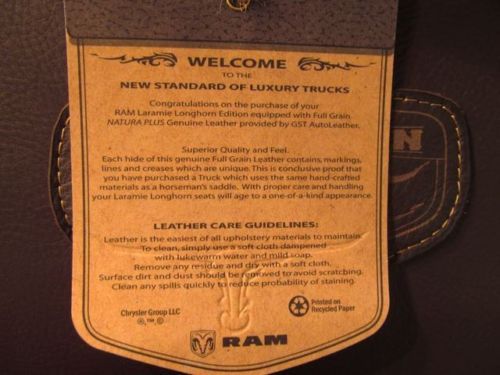 WELCOME
TO THE
NEW STANDARD OF LUXURY TRUCKS
Congratulations on the purchase of your
RAM Laramie Longhorn Edition equipped with Full Grain
NATURA PLUS Genuine Leather provided by GST AutoLeather.
Superior Quality and Feel.
Each hide of this genuine Full Grain Leather contains, markings,
lines and creases which are unique. This is conclusive proof that
you have purchased a Truck which uses the same hand-crafted
materials as a horseman's saddle. With proper care and handling
your Laramie Longhorn seats will age to a one-of-kind appearance.
LEATHER CARE GUIDELINES:
Leather is the easiest of all upholstery materials to maintain.
To clean, simply use a soft cloth dampened
with lukewarm water and mild soap.
Remove any residue and dry with a soft cloth.
Surface dirt and dust should be removed to avoid scratching.
Clean any spills quickly to reduce probability of staining.
Chrysler Group LLC
Printed on
Recycled Paper
RAM
N